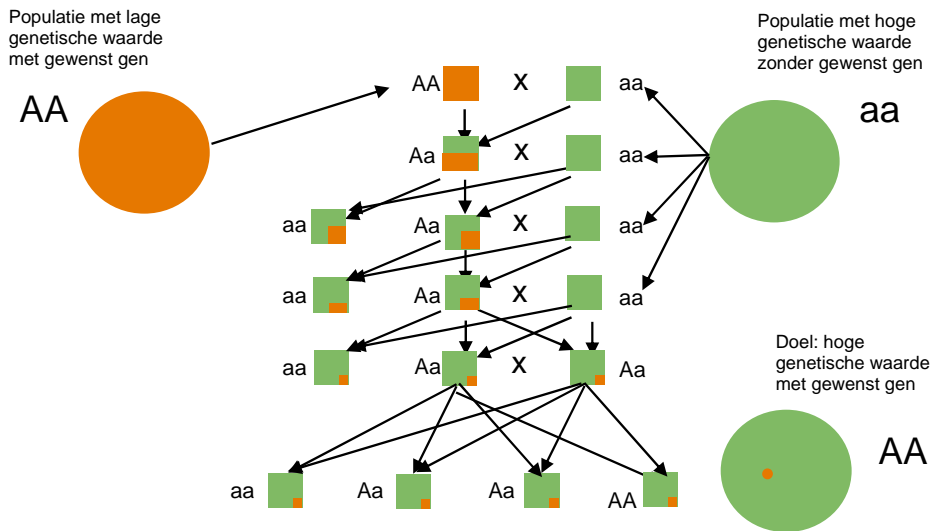 Populatie met lage
genetische waarde
met gewenst gen
AA
Populatie met hoge
genetische waarde
zonder gewenst gen
aa
AA x aa
Aa x aa
aa Aa x aa
aa Aa x aa
aa Aa x Aa
Doel: hoge
genetische waarde
met gewenst gen
AA
aa Aa Aa AA